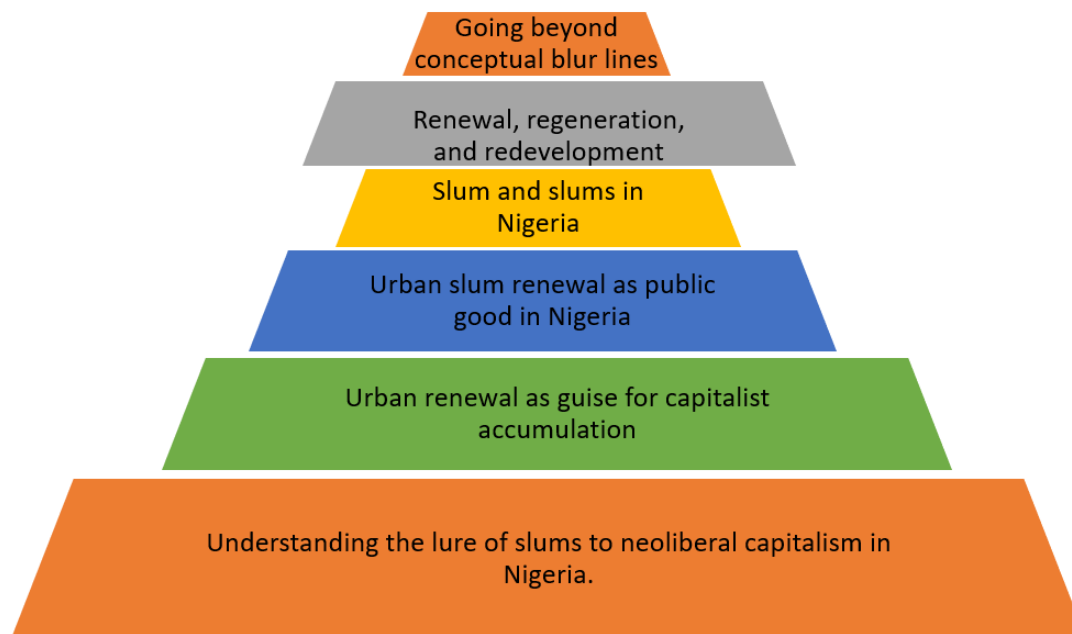 Going beyond
conceptual blur lines
Renewal, regeneration,
and redevelopment
Slum and slums in
Nigeria
Urban slum renewal as public
good in Nigeria
Urban renewal as guise for capitalist
accumulation
Understanding the lure of slums to neoliberal capitalism in
Nigeria.